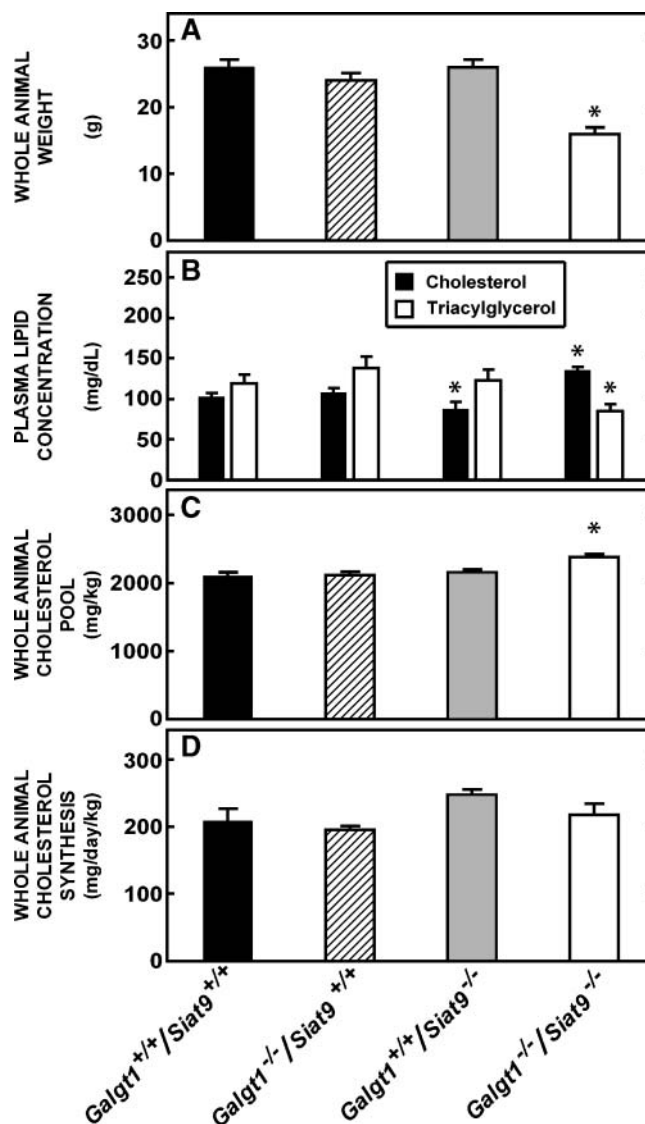 A
WHOLE ANIMAL
WEIGHT
(g)
30
20
10
0
*
B
PLASMA LIPID
CONCENTRATION
(mg/dL)
250
200
150
100
50
0
Cholesterol
Triacylglycerol
*
*
*
C
WHOLE ANIMAL
CHOLESTEROL
POOL
(mg/kg)
3000
2000
1000
0
*
D
WHOLE ANIMAL
CHOLESTEROL
SYNTHESIS
(mg/day/kg)
300
200
100
0
Galgt1+/+/Siat9+/+
Galgt1-/-/Siat9+/+
Galgt1+/+/Siat9-/-
Galgt1-/-/Siat9-/-